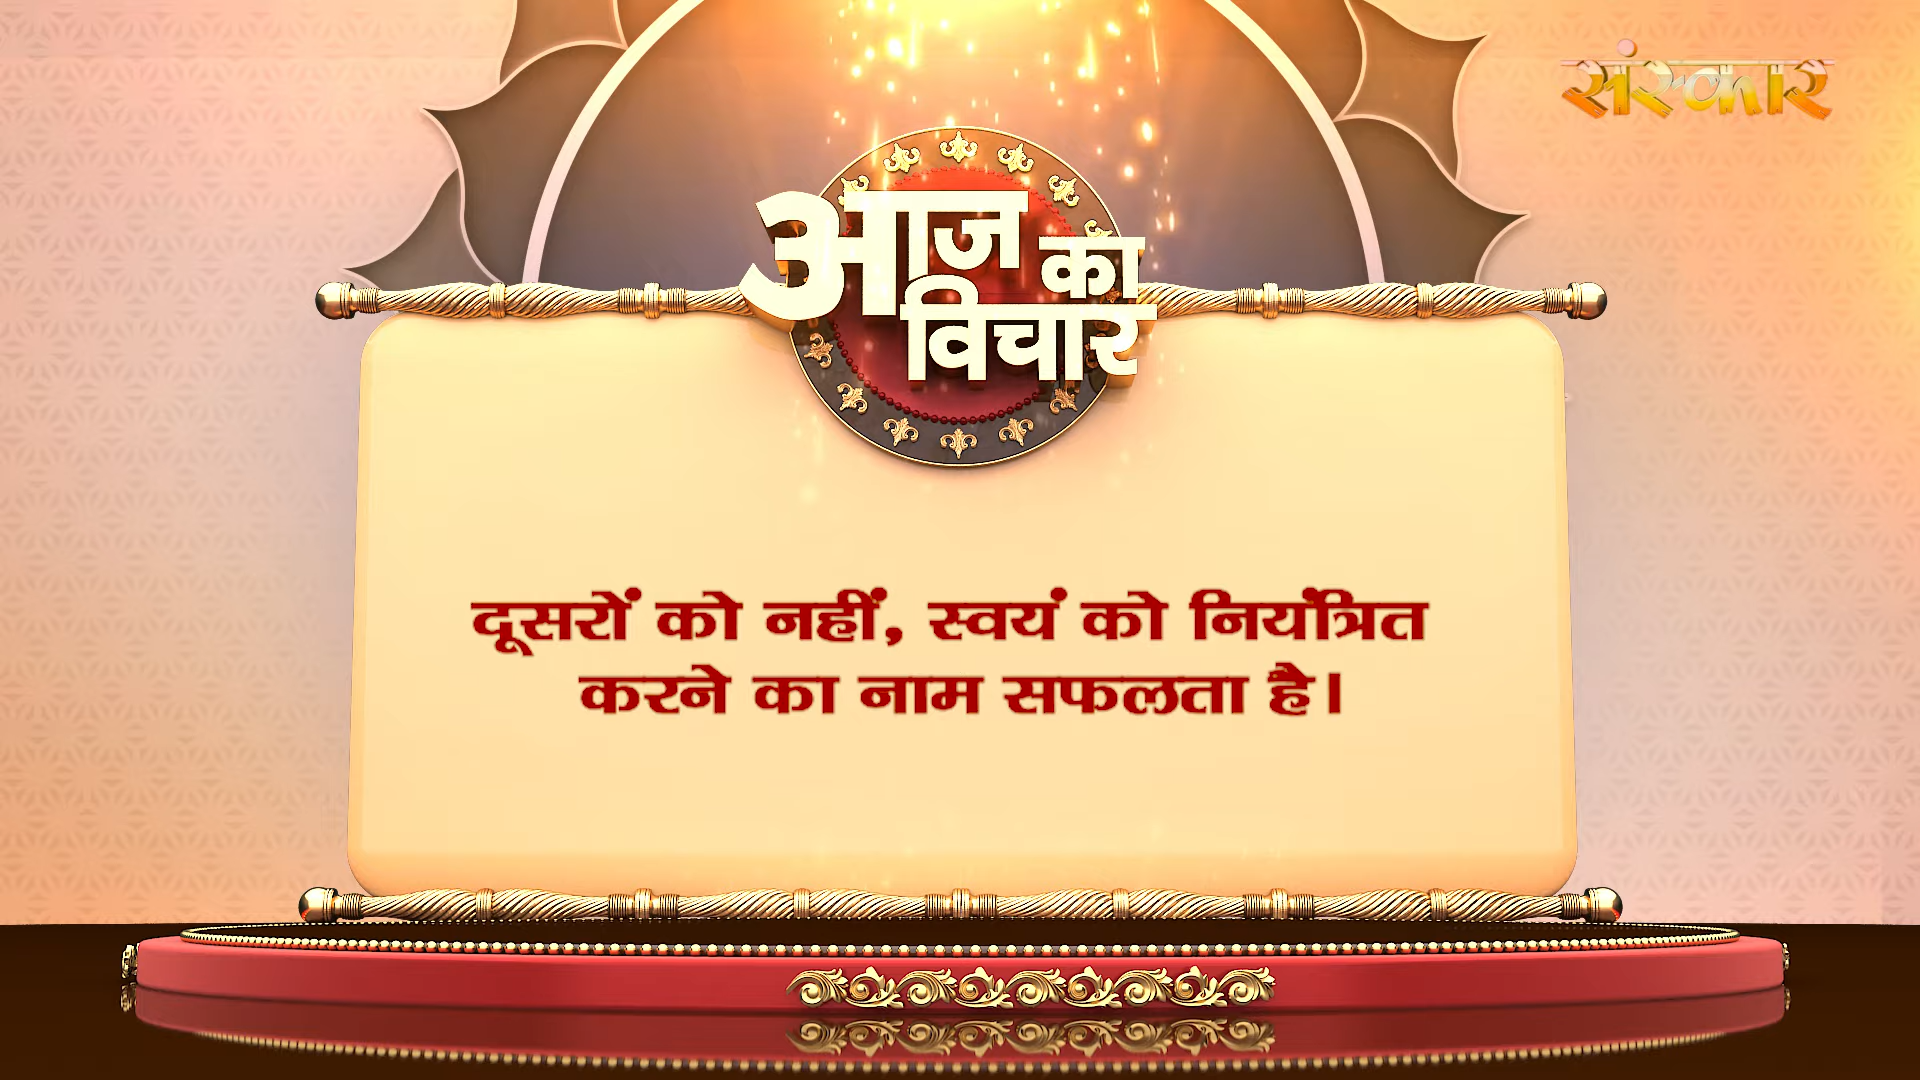 संस्कार
आज का
विचार
दूसरों को नहीं, स्वयं को नियंत्रित
करने का नाम सफलता है।